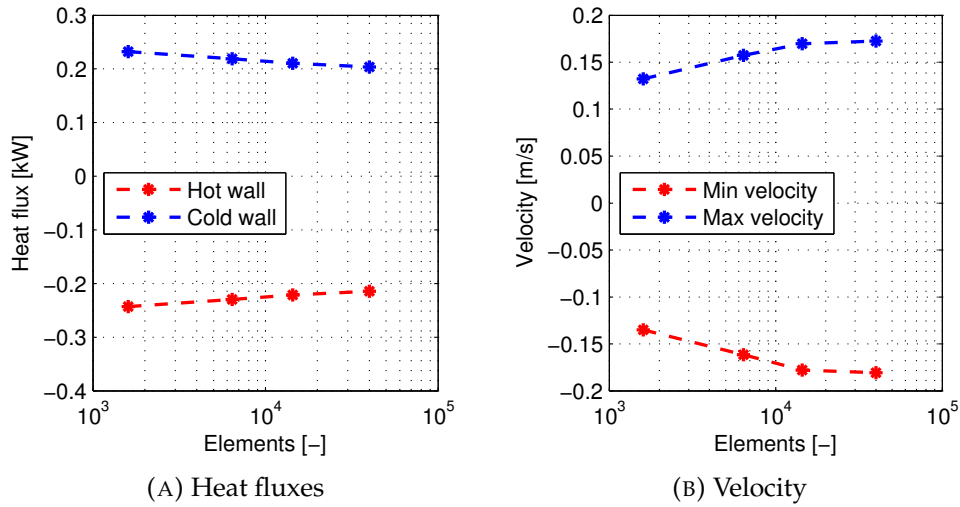 0.3
0.2
0.1
0
−0.1
−0.2
−0.3
−0.4
Heat flux [kW]
Hot wall
Cold wall
10^3
10^4
10^5
Elements [−]
(A) Heat fluxes
0.2
0.15
0.1
0.05
0
−0.05
−0.1
−0.15
−0.2
Velocity [m/s]
Min velocity
Max velocity
10^3
10^4
10^5
Elements [−]
(B) Velocity